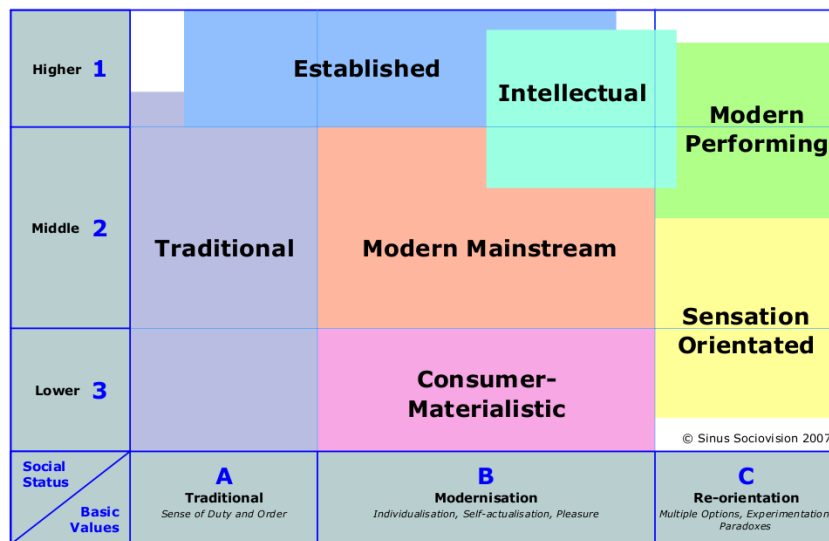 Higher 1
Established
Intellectual
Modern
Performing
Middle 2
Traditional
Modern Mainstream
Sensation
Orientated
Lower 3
Consumer-
Materialistic
© Sinus Sociovision 2007
Social
Status
Basic
Values
A
Traditional
Sense of Duty and Order
B
Modernisation
Individualisation, Self-actualisation, Pleasure
C
Re-orientation
Multiple Options, Experimentation
Paradoxes